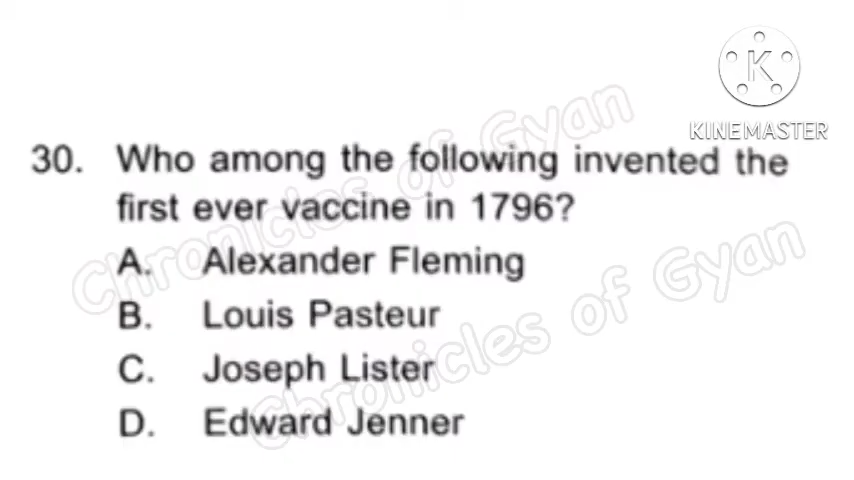 K
KINEMASTER
30. Who among the following invented the
first ever vaccine in 1796?
A. Alexander Fleming
B. Louis Pasteur
C. Joseph Lister
D. Edward Jenner
Chronicles of Gyan
Chronicles of Gyan